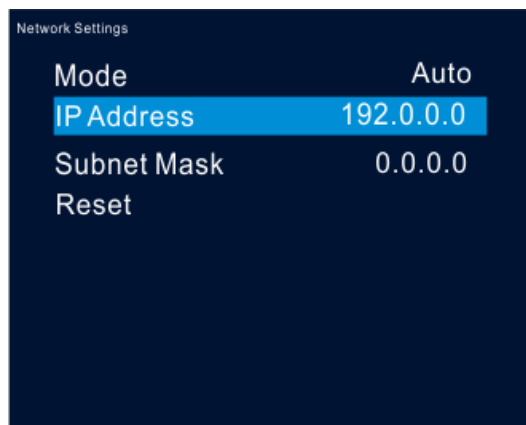 Network Settings
Mode Auto
IP Address 192.0.0.0
Subnet Mask 0.0.0.0
Reset